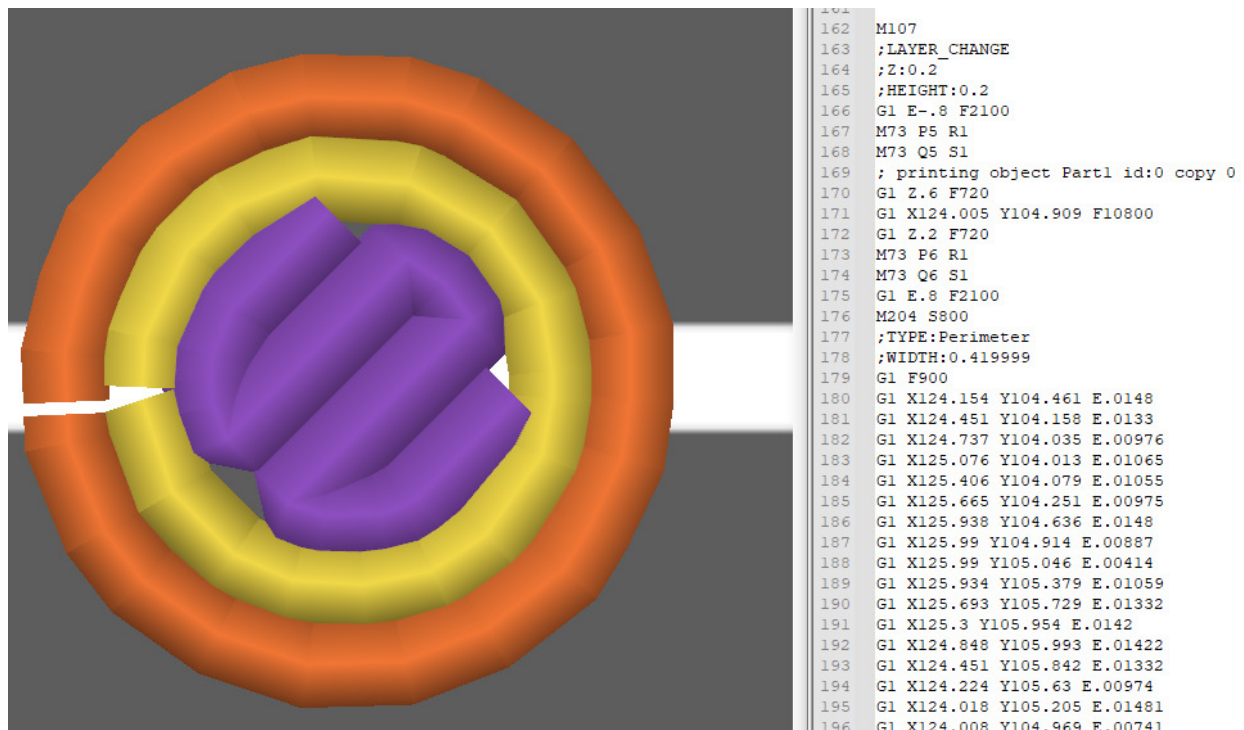 161
162 M107
163 ;LAYER_CHANGE
164 ;Z:0.2
165 ;HEIGHT:0.2
166 G1 E-.8 F2100
167 M73 P5 R1
168 M73 Q5 S1
169 ; printing object Part1 id:0 copy 0
170 G1 Z.6 F720
171 G1 X124.005 Y104.909 F10800
172 G1 Z.2 F720
173 M73 P6 R1
174 M73 Q6 S1
175 G1 E.8 F2100
176 M204 S800
177 ;TYPE:Perimeter
178 ;WIDTH:0.419999
179 G1 F900
180 G1 X124.154 Y104.461 E.0148
181 G1 X124.451 Y104.158 E.0133
182 G1 X124.737 Y104.035 E.00976
183 G1 X125.076 Y104.013 E.01065
184 G1 X125.406 Y104.079 E.01055
185 G1 X125.665 Y104.251 E.00975
186 G1 X125.938 Y104.636 E.0148
187 G1 X125.99 Y104.914 E.00887
188 G1 X125.99 Y105.046 E.00414
189 G1 X125.934 Y105.379 E.01059
190 G1 X125.693 Y105.729 E.01332
191 G1 X125.3 Y105.954 E.0142
192 G1 X124.848 Y105.993 E.01422
193 G1 X124.451 Y105.842 E.01332
194 G1 X124.224 Y105.63 E.00974
195 G1 X124.018 Y105.205 E.01481
196 G1 X124.008 Y104.969 E.00741